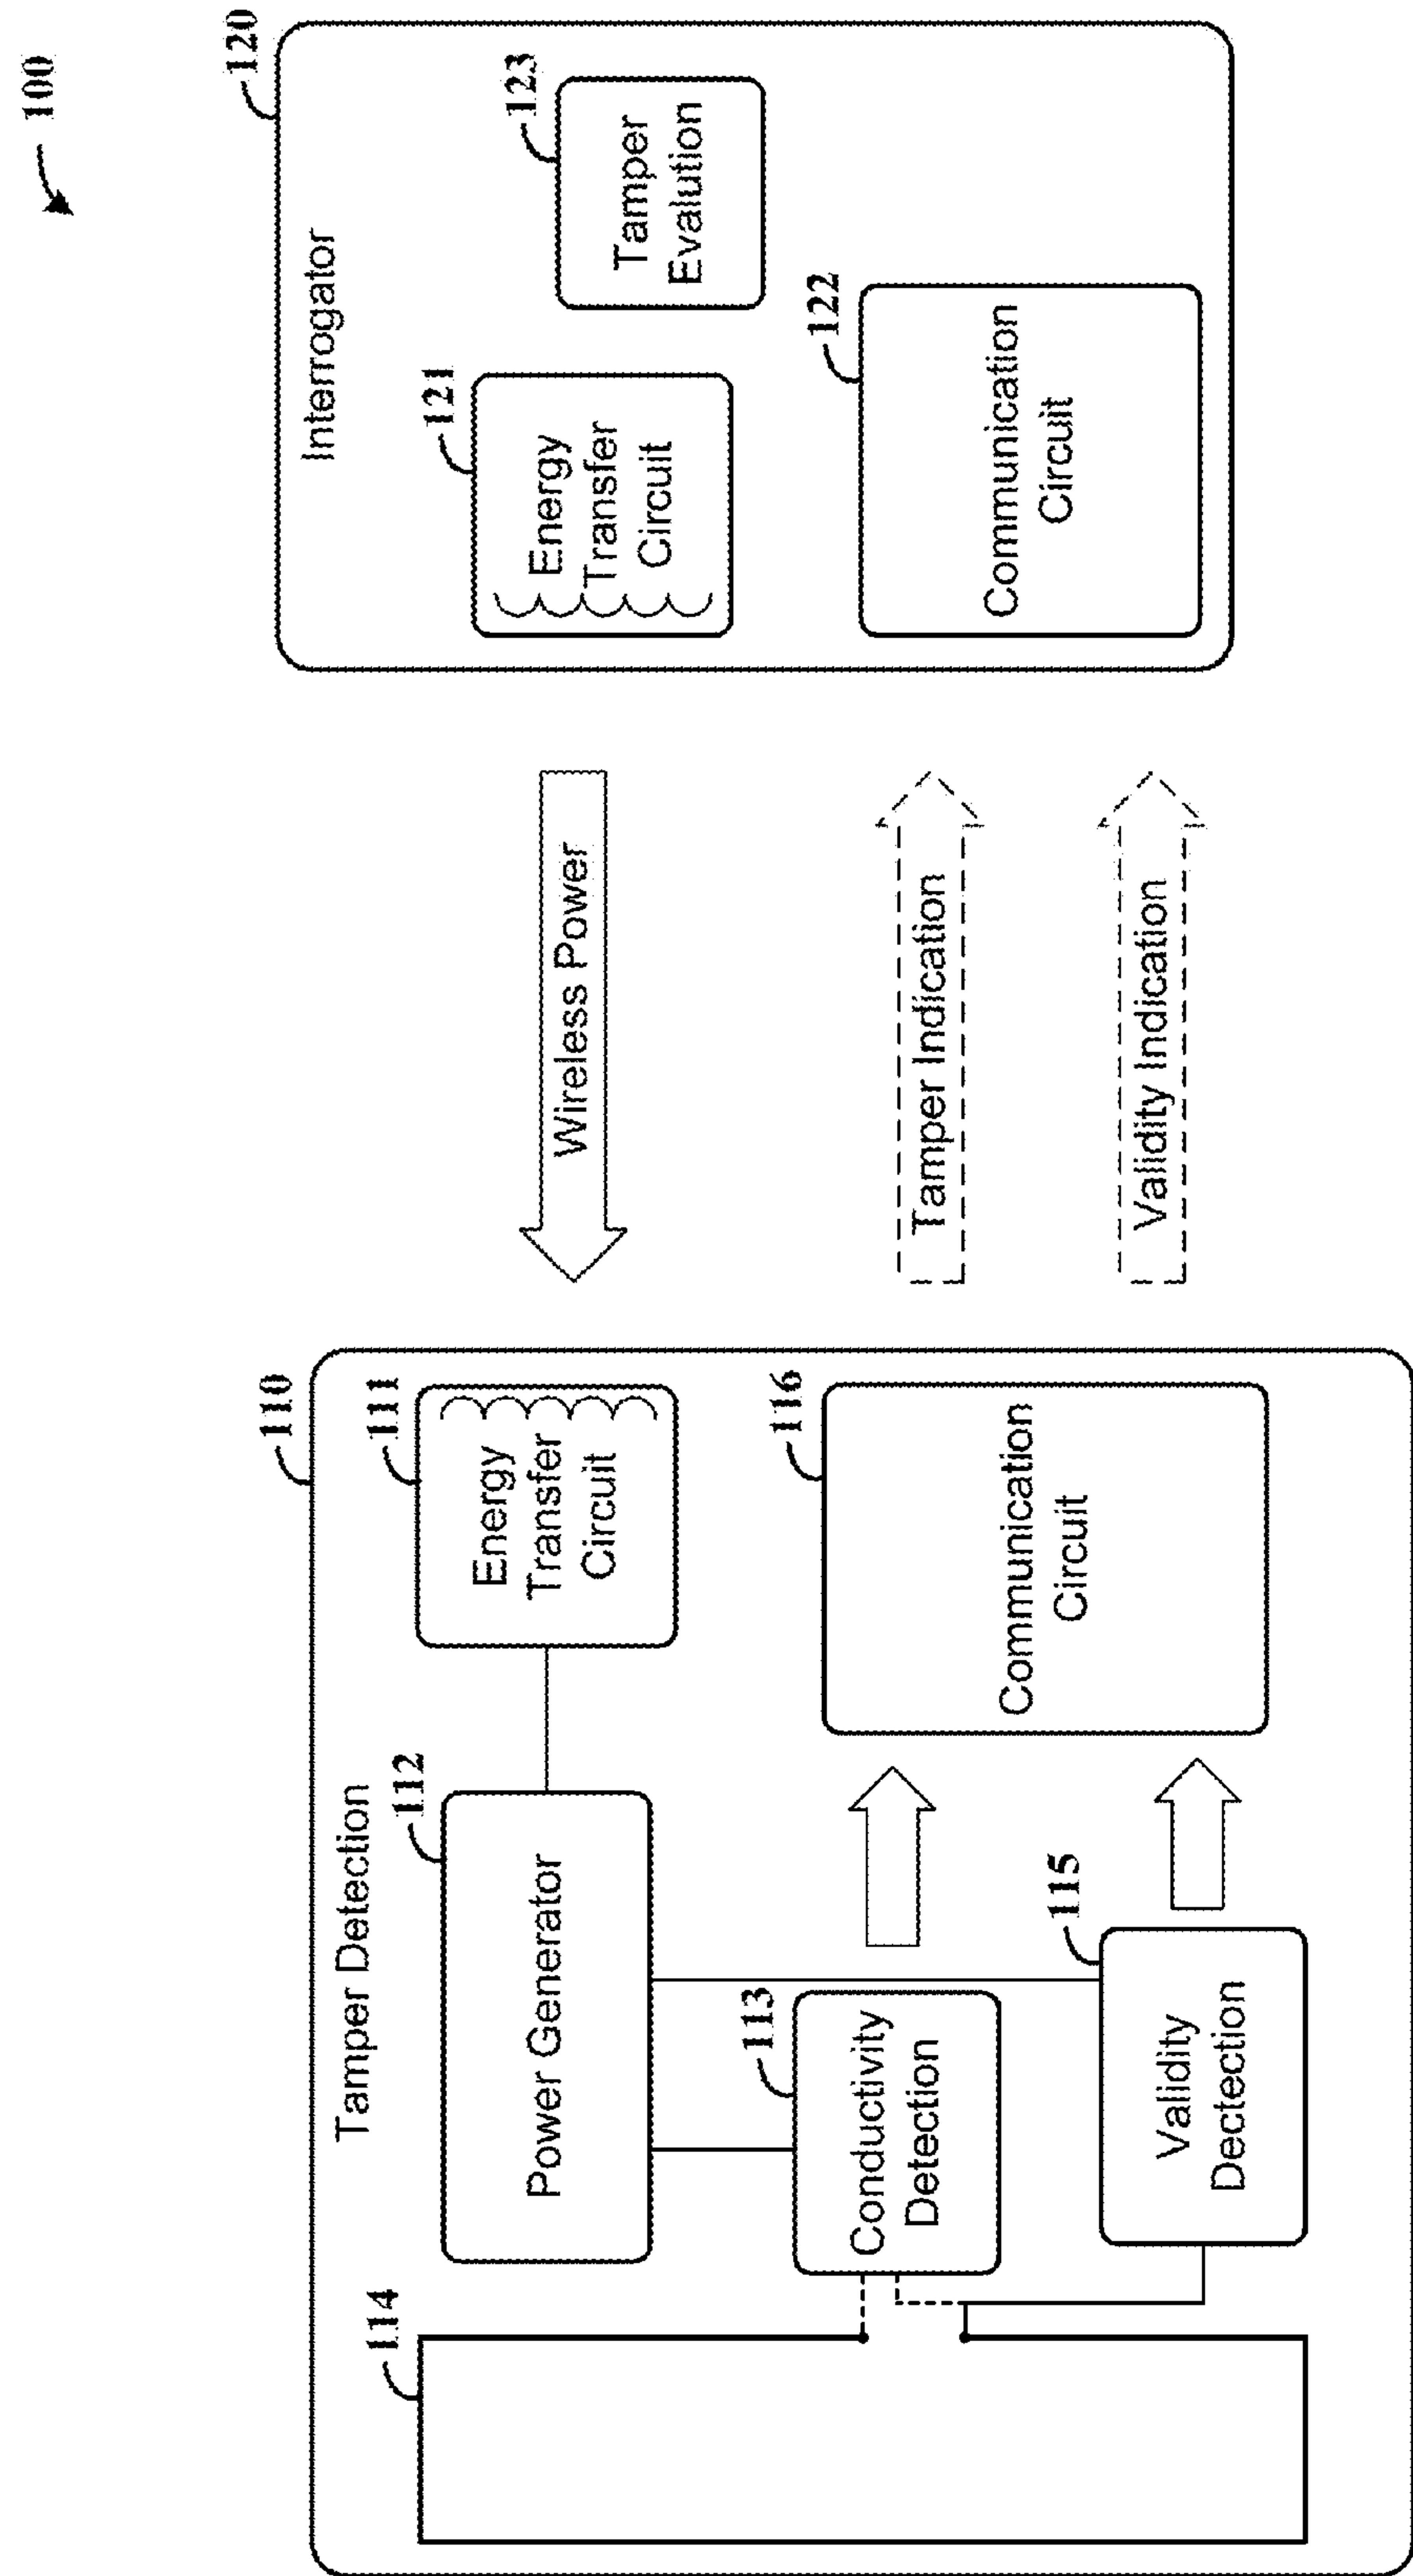 100
110
Tamper Detection
114
112
Power Generator
111
Energy
Transfer
Circuit
113
Conductivity
Detection
115
Validity
Dectection
116
Communication
Circuit
Wireless Power
Tamper Indication
Validity Indication
120
Interrogator
121
Energy
Transfer
Circuit
123
Tamper
Evalution
122
Communication
Circuit